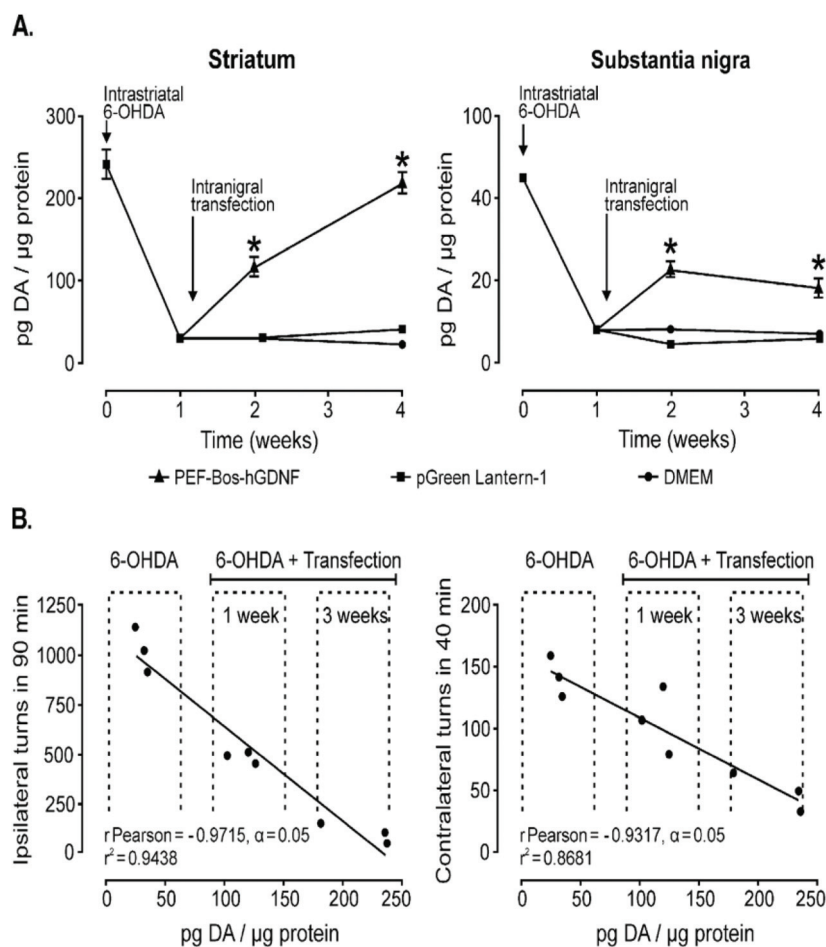 A.
Striatum
Intrastriatal
6-OHDA
300
200
100
0
pg DA / µg protein
Intranigral
transfection
*
*
0 1 2 3 4
Time (weeks)
Substantia nigra
Intrastriatal
6-OHDA
100
40
20
0
pg DA / µg protein
Intranigral
transfection
*
*
0 1 2 3 4
Time (weeks)
PEF-Bos-hGDNF pGreen Lantern-1 DMEM
B.
6-OHDA 6-OHDA + Transfection
1 week 3 weeks
1250
1000
750
500
250
0
Ipsilateral turns in 90 min
r Pearson = -0.9715, α = 0.05
r² = 0.9438
0 50 100 150 200 250
pg DA / µg protein
6-OHDA 6-OHDA + Transfection
1 week 3 weeks
200
150
100
50
0
Contralateral turns in 40 min
r Pearson = -0.9317, α = 0.05
r² = 0.8681
0 50 100 150 200 250
pg DA / µg protein